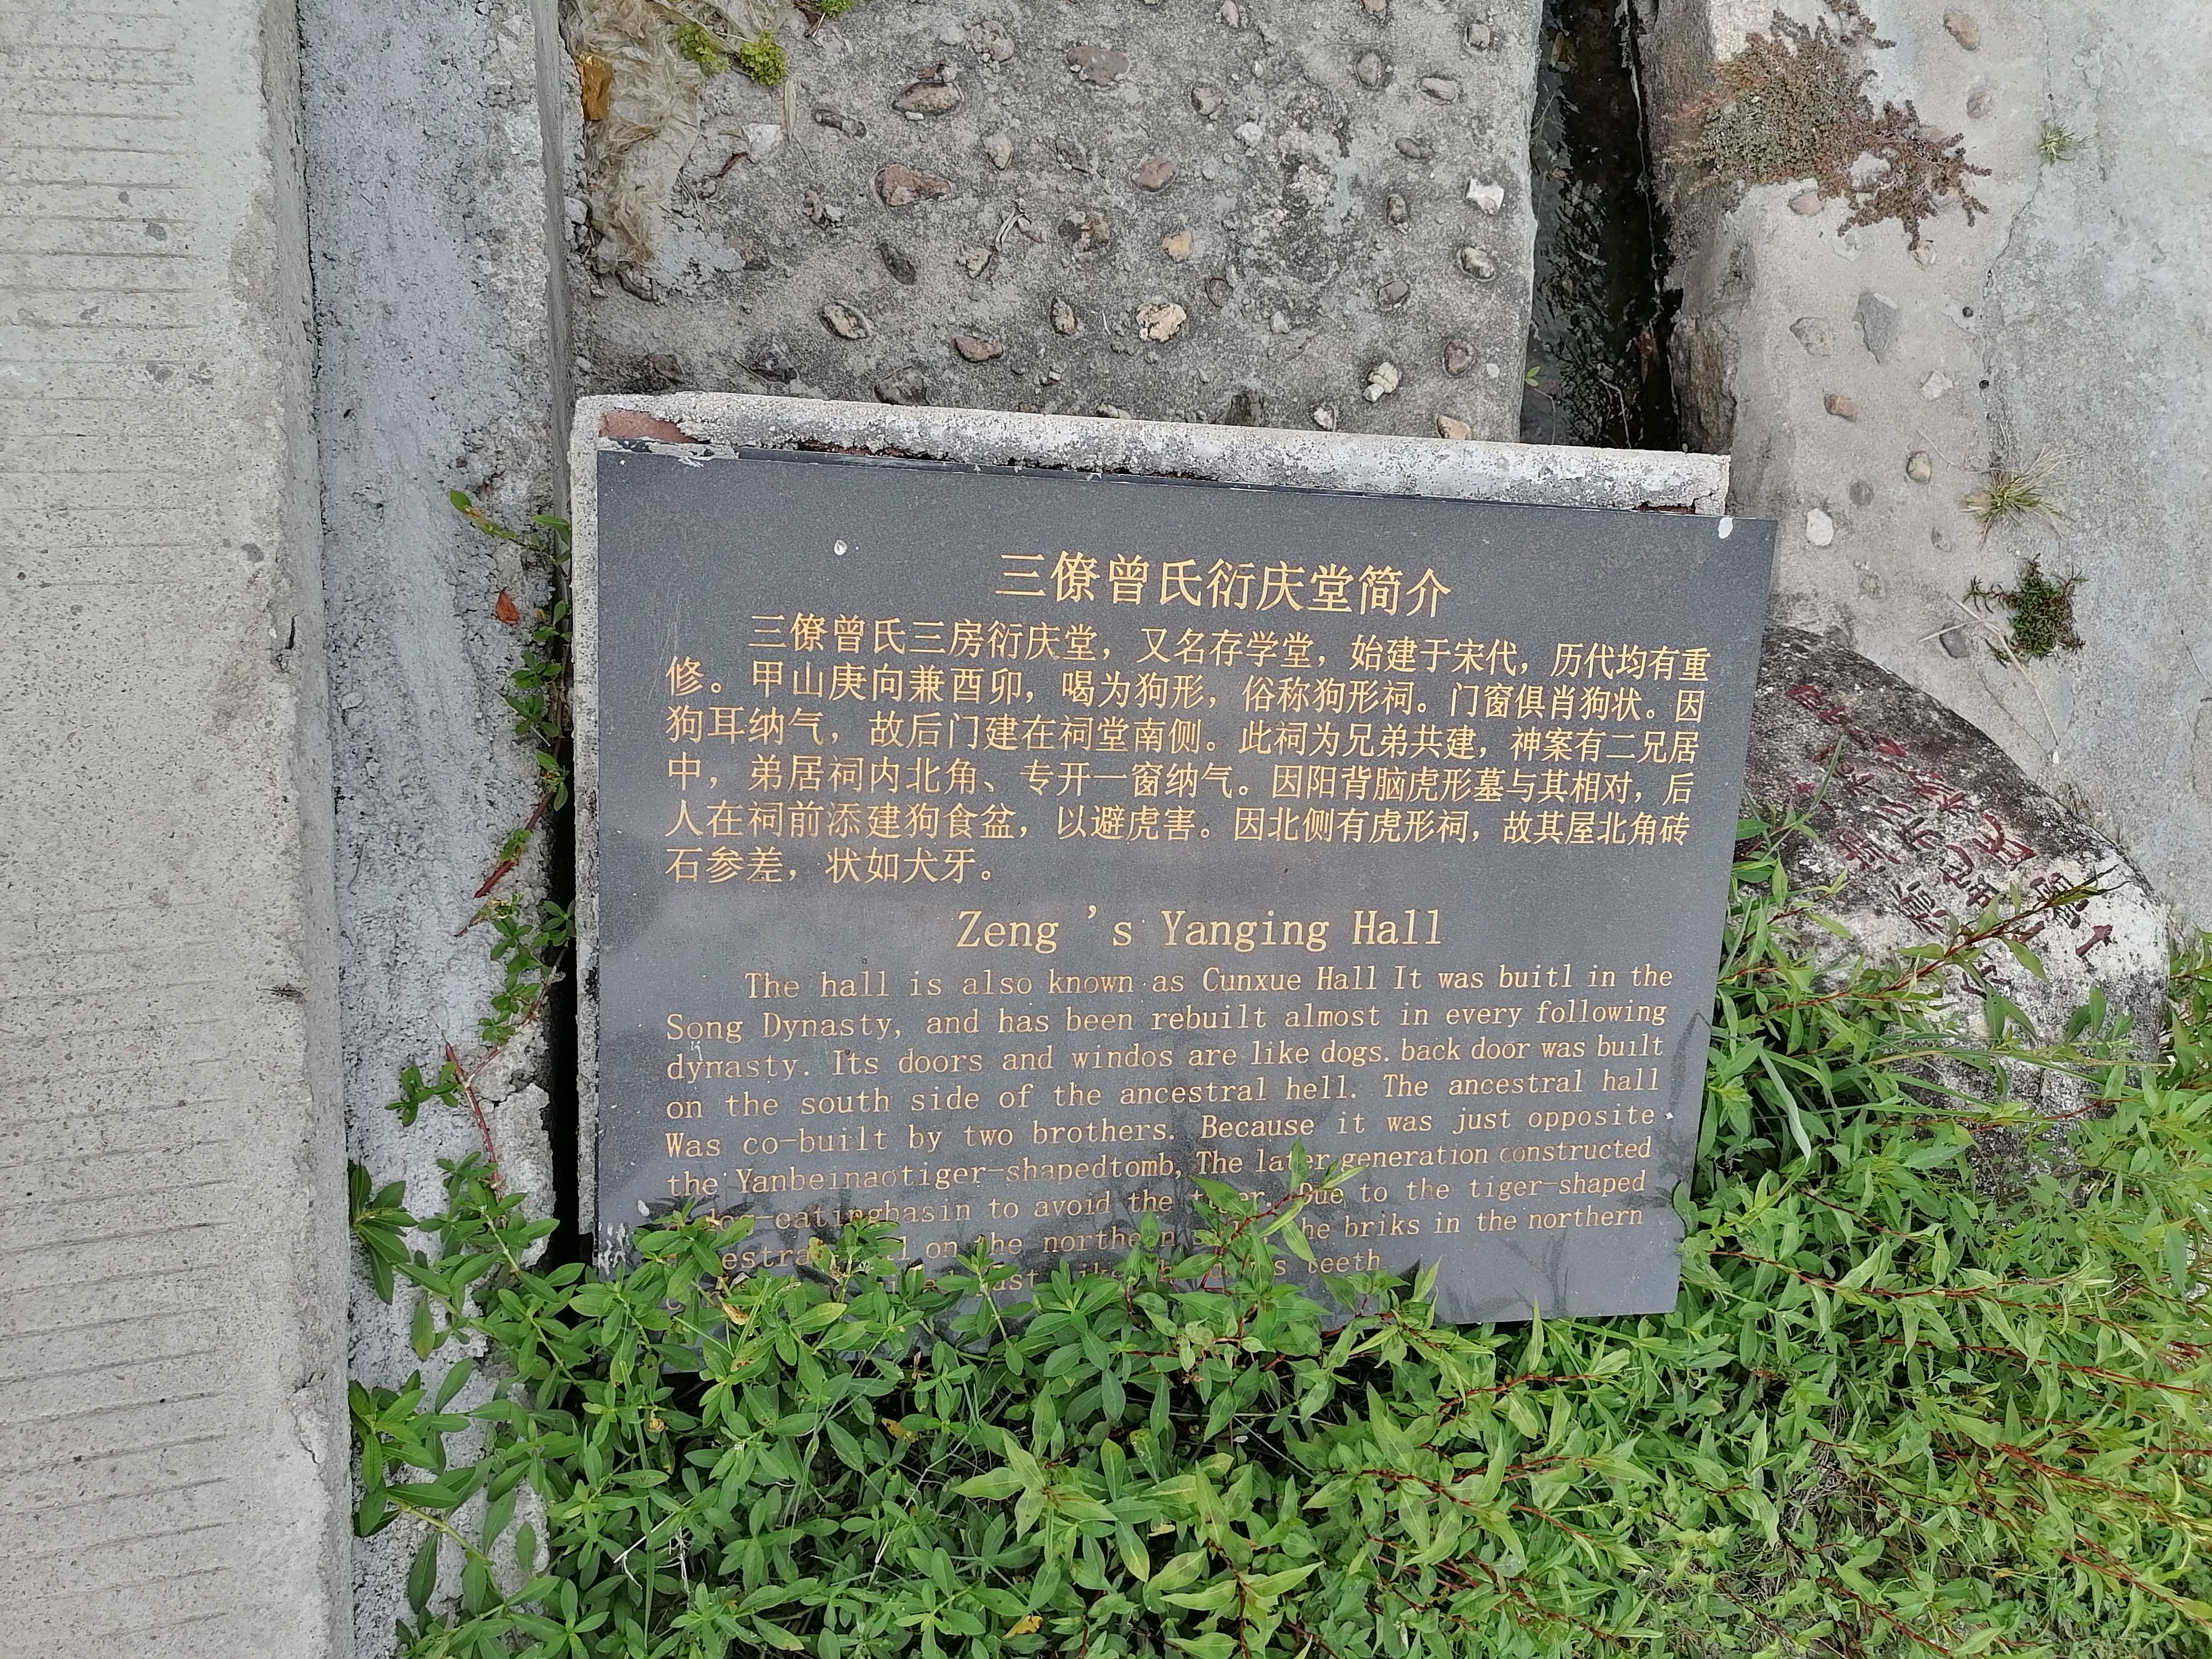 三僚曾氏衍庆堂简介
三僚曾氏三房衍庆堂，又名存学堂，始建于宋代，历代均有重
修。甲山庚向兼酉卯，喝为狗形，俗称狗形祠。门窗俱肖狗状。因
狗耳纳气，故后门建在祠堂南侧。此祠为兄弟共建，神案有二兄居
中，弟居祠内北角、专开一窗纳气。因阳背脑虎形墓与其相对，后
人在祠前添建狗食盆，以避虎害。因北侧有虎形祠，故其屋北角砖
石参差，状如犬牙。
Zeng 's Yanging Hall
The hall is also known as Cunxue Hall It was buitl in the
Song Dynasty, and has been rebuilt almost in every following
dynasty. Its doors and windos are like dogs. back door was built
on the south side of the ancestral hell. The ancestral hall
Was co-built by two brothers. Because it was just opposite
the Yanbeinaotiger-shapedtomb, The later generation constructed
to avoid the Due to the tiger-shaped
on the northern he briks in the northern
teeth